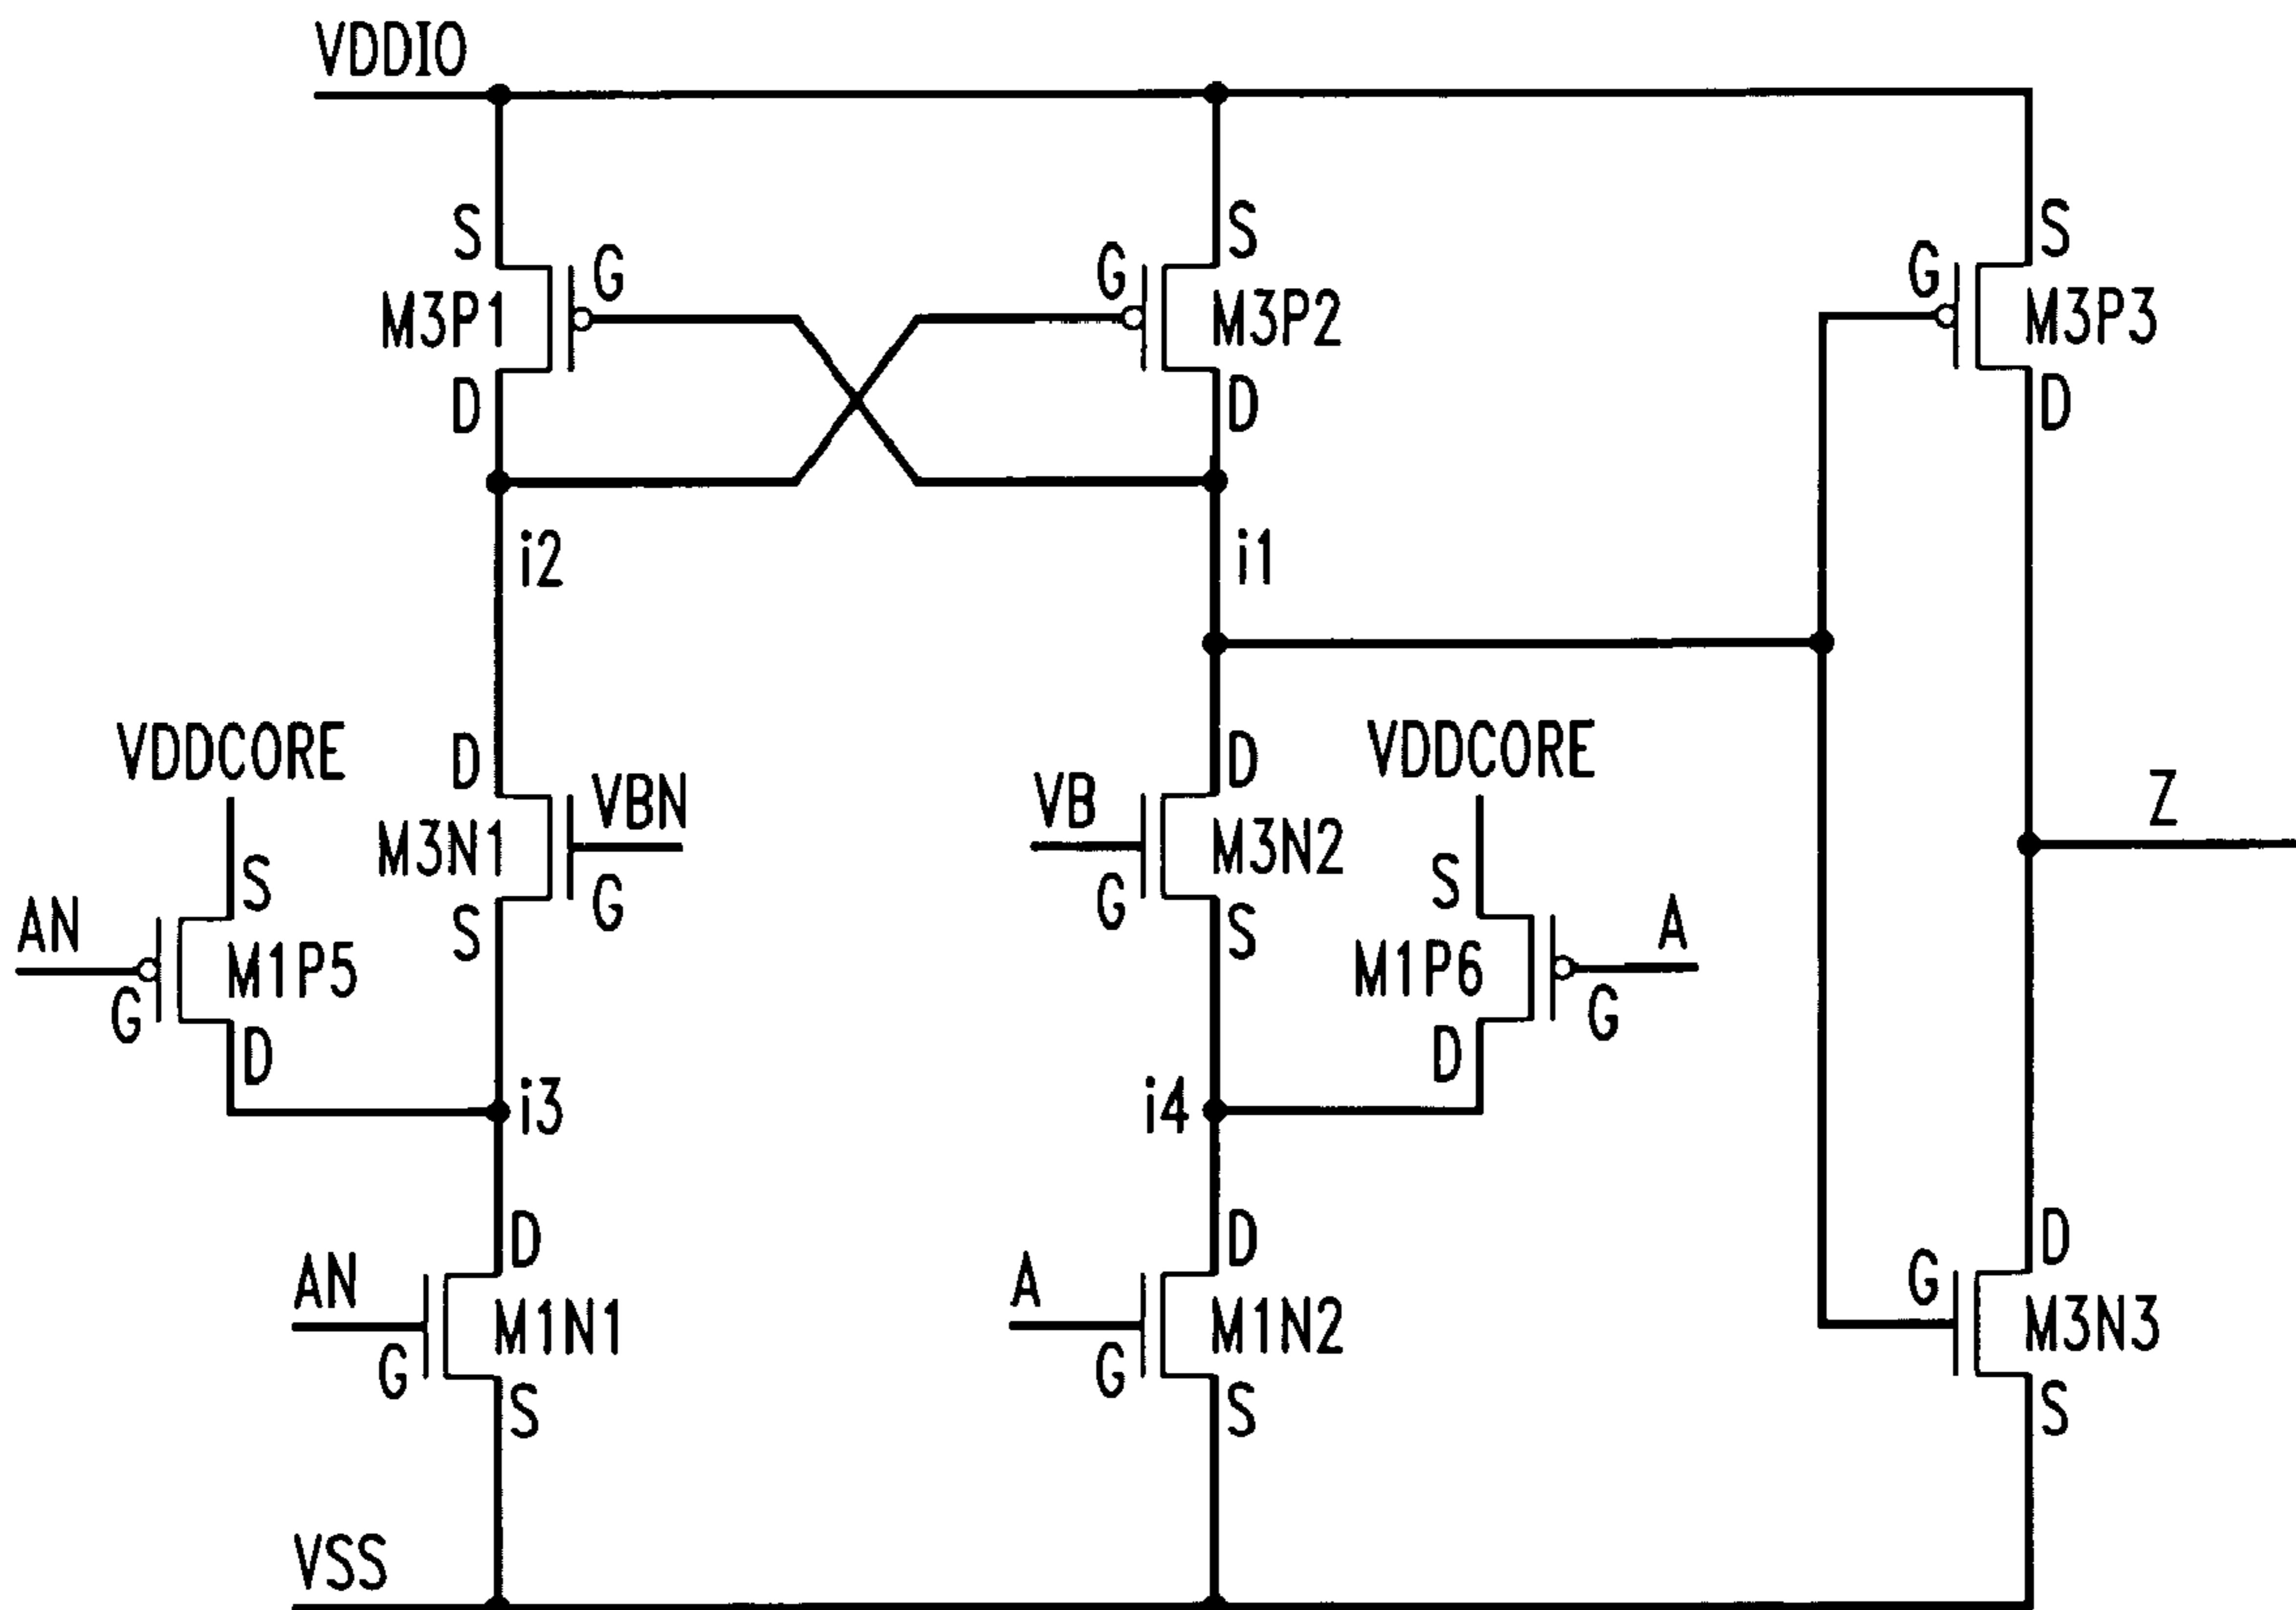 VDDIO
S
G
M3P1
D
G
S
M3P2
D
G
S
M3P3
D
i2
i1
VDDCORE
S
AN
M1P5
G
D
D
VBN
M3N1
G
S
VB
D
M3N2
G
S
VDDCORE
S
A
M1P6
G
D
Z
i3
i4
D
AN
M1N1
G
S
D
A
M1N2
G
S
D
G
M3N3
S
VSS